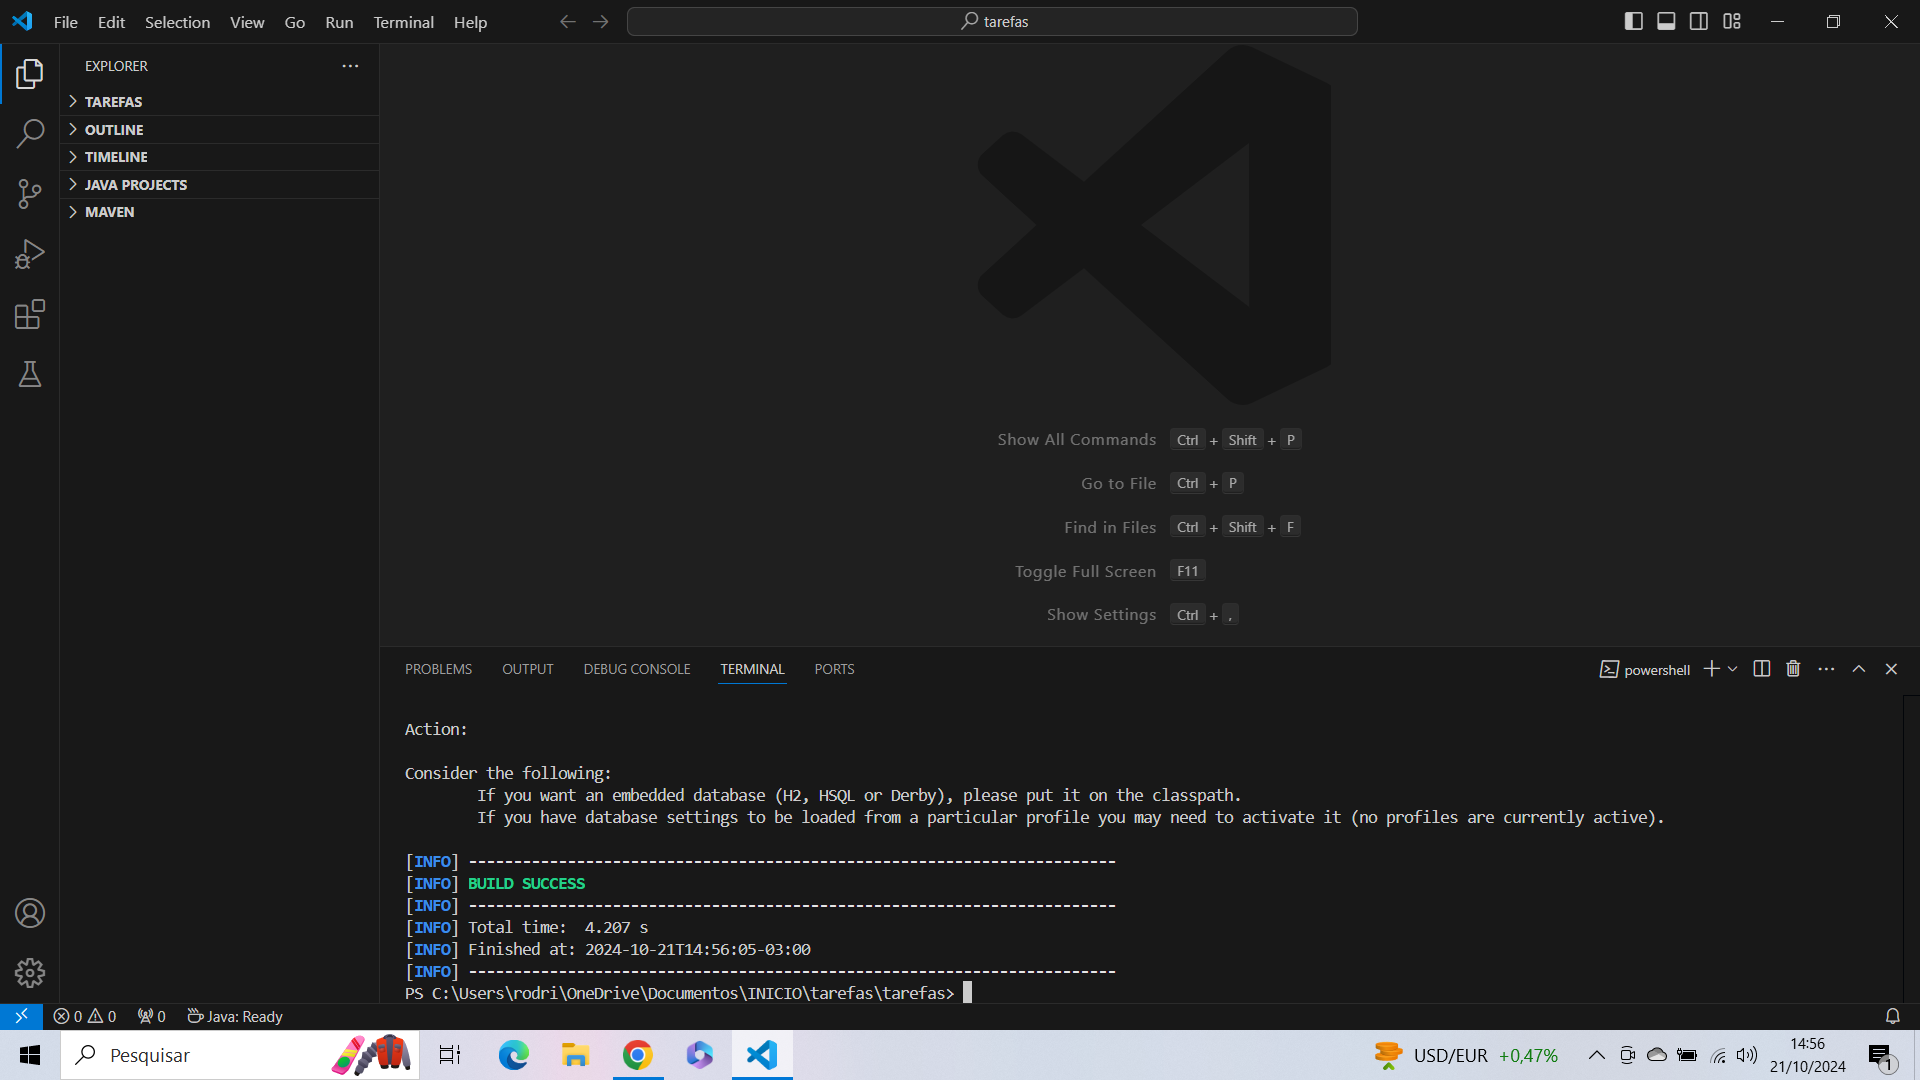 File Edit Selection View Go Run Terminal Help
tarefas
EXPLORER
TAREFAS
OUTLINE
TIMELINE
JAVA PROJECTS
MAVEN
Show All Commands Ctrl + Shift + P
Go to File Ctrl + P
Find in Files Ctrl + Shift + F
Toggle Full Screen F11
Show Settings Ctrl + ,
PROBLEMS OUTPUT DEBUG CONSOLE TERMINAL PORTS
powershell
Action:
Consider the following:
If you want an embedded database (H2, HSQL or Derby), please put it on the classpath.
If you have database settings to be loaded from a particular profile you may need to activate it (no profiles are currently active).
[INFO] ------------------------------------------------------------------------
[INFO] BUILD SUCCESS
[INFO] ------------------------------------------------------------------------
[INFO] Total time:  4.207 s
[INFO] Finished at: 2024-10-21T14:56:05-03:00
[INFO] ------------------------------------------------------------------------
PS C:\Users\rodri\OneDrive\Documentos\INICIO\tarefas\tarefas>
0 0 0 Java: Ready
Pesquisar
USD/EUR +0,47%
14:56
21/10/2024
1